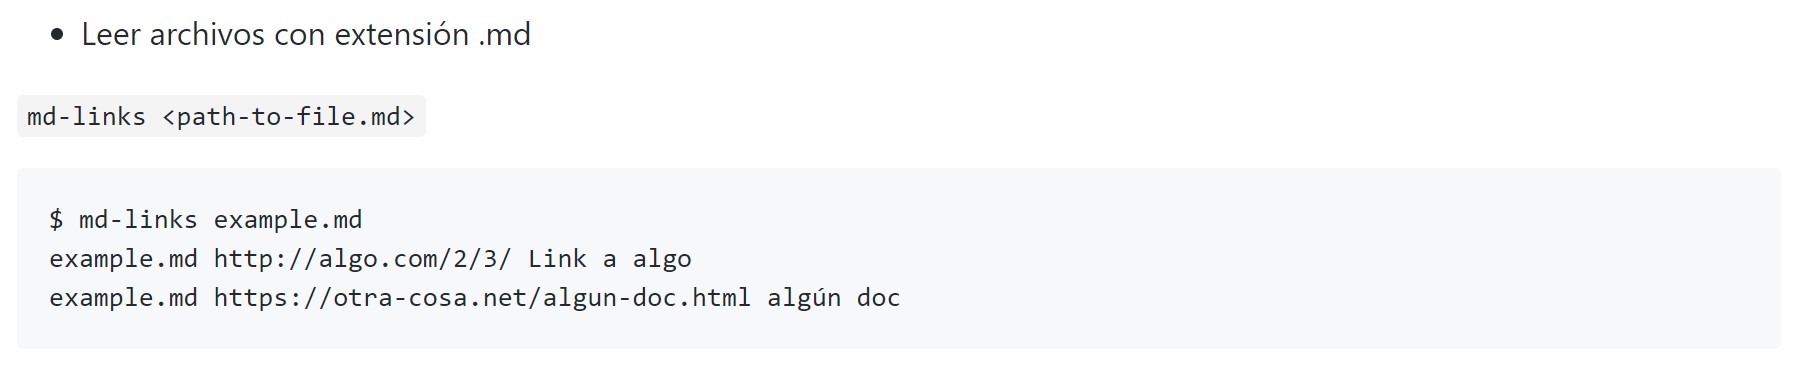 Leer archivos con extensión .md
md-links <path-to-file.md>
$ md-links example.md
example.md http://algo.com/2/3/ Link a algo
example.md https://otra-cosa.net/algun-doc.html algún doc